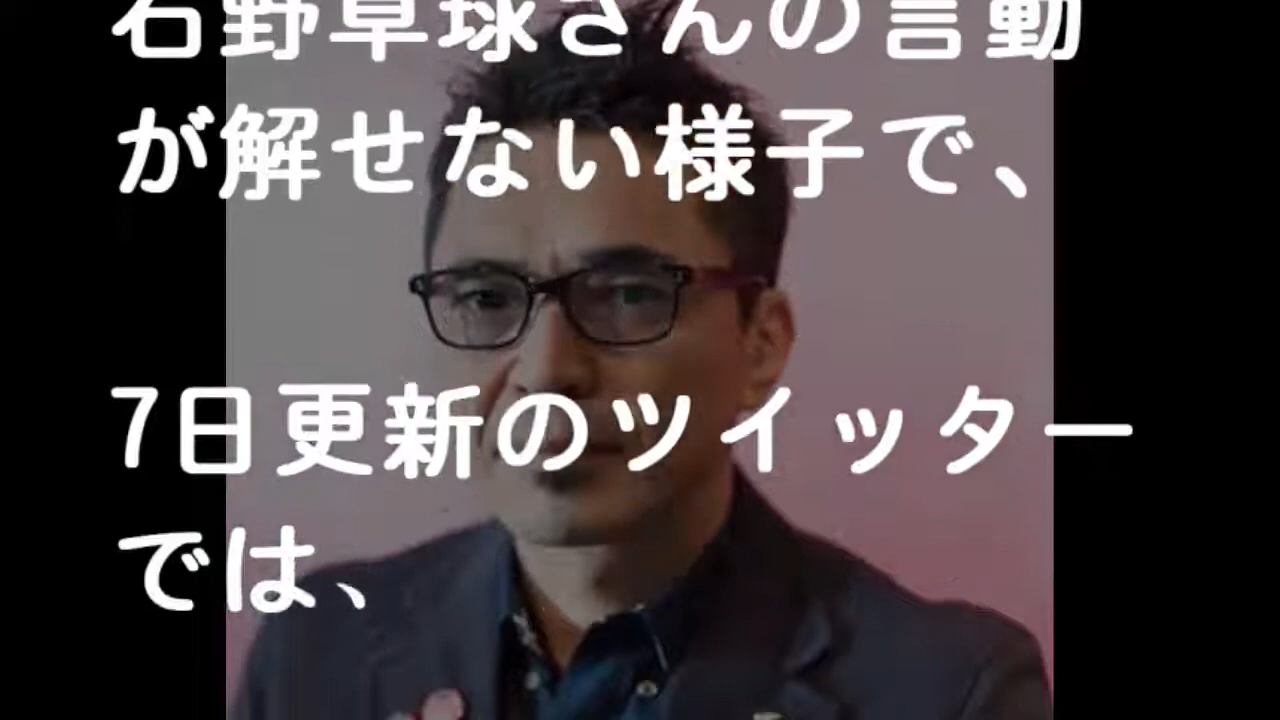 石野卓球さんの言動
が解せない様子で、
7日更新のツイッター
では、